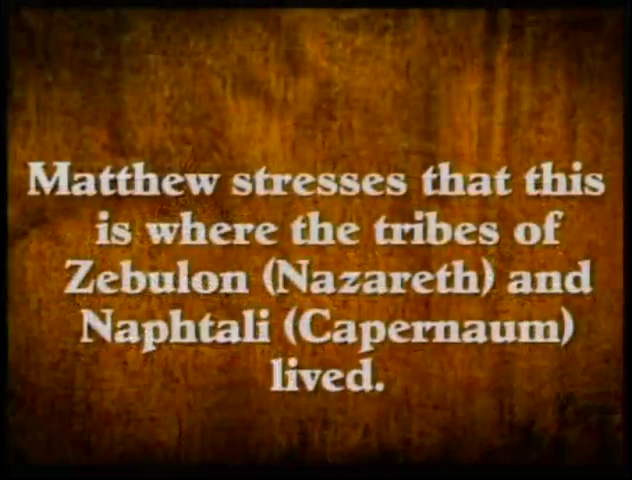 Matthew stresses that this
is where the tribes of
Zebulon (Nazareth) and
Naphtali (Capernaum)
lived.